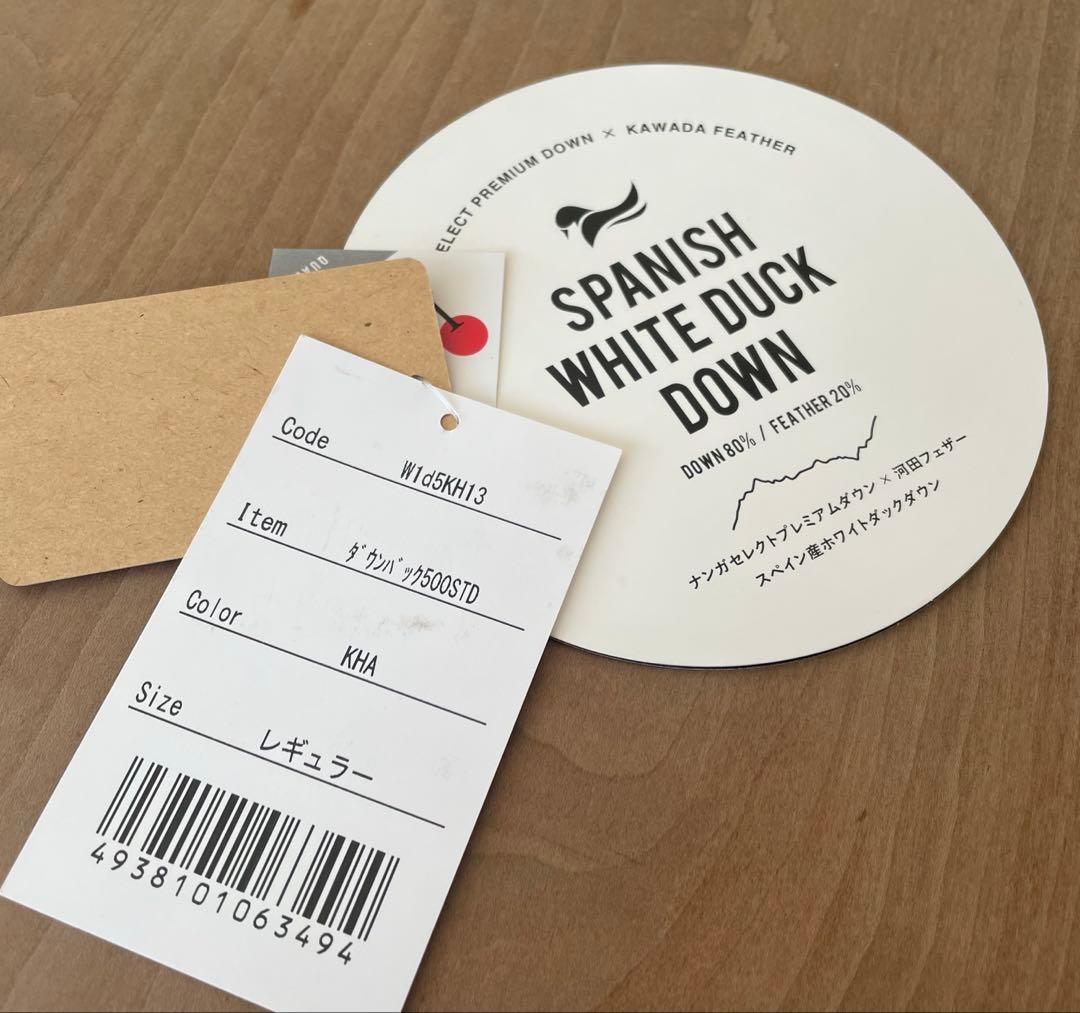 ELECT PREMIUM DOWN × KAWADA FEATHER
SPANISH
WHITE DUCK
DOWN
DOWN 80% / FEATHER 20%
ナンガセレクトプレミアムダウン × 河田フェザー
スペイン産ホワイトダックダウン
Code
W1d5KH13
Item
ﾀﾞｳﾝﾊﾞｯｸ500STD
Color
KHA
Size
レギュラー
4938101063494